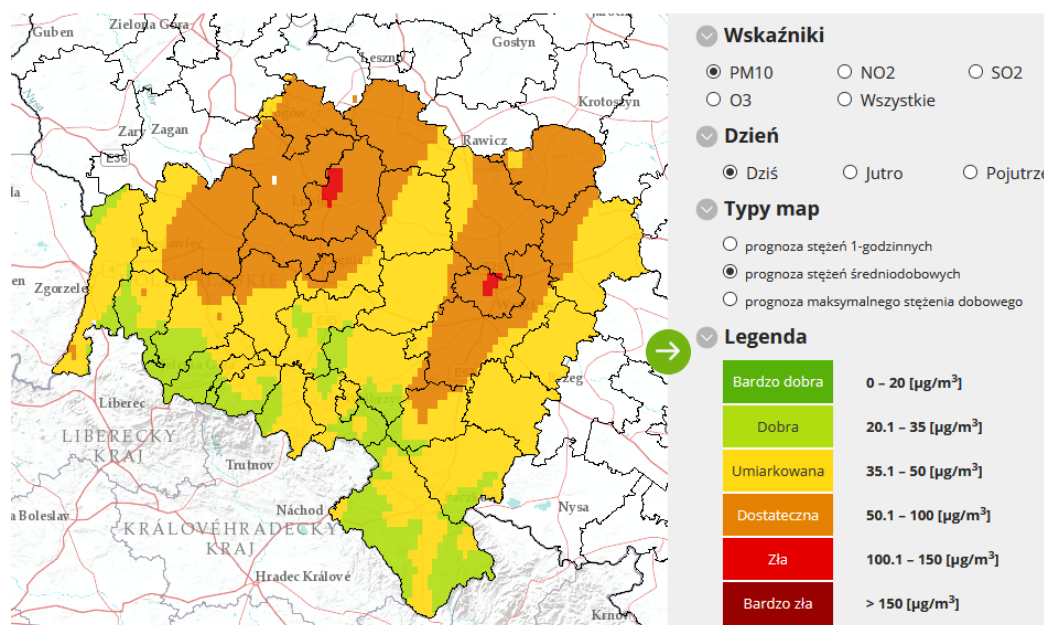 Guben
Zielona Góra
Gostyn
Leszno
Krotoszyn
Rawicz
Zagan
E36
Zgorzelec
Liberec
LIBERECKÝ
KRAJ
Trutnov
Náchod
KRÁLOVÉHRADECKÝ
KRAJ
Hradec Králové
Nysa
Wskaźniki
PM10
NO2
SO2
O3
Wszystkie
Dzień
Dziś
Jutro
Pojutrze
Typy map
prognoza stężeń 1-godzinnych
prognoza stężeń średniodobowych
prognoza maksymalnego stężenia dobowego
Legenda
Bardzo dobra 0 – 20 [µg/m³]
Dobra 20.1 – 35 [µg/m³]
Umiarkowana 35.1 – 50 [µg/m³]
Dostateczna 50.1 – 100 [µg/m³]
Zła 100.1 – 150 [µg/m³]
Bardzo zła > 150 [µg/m³]